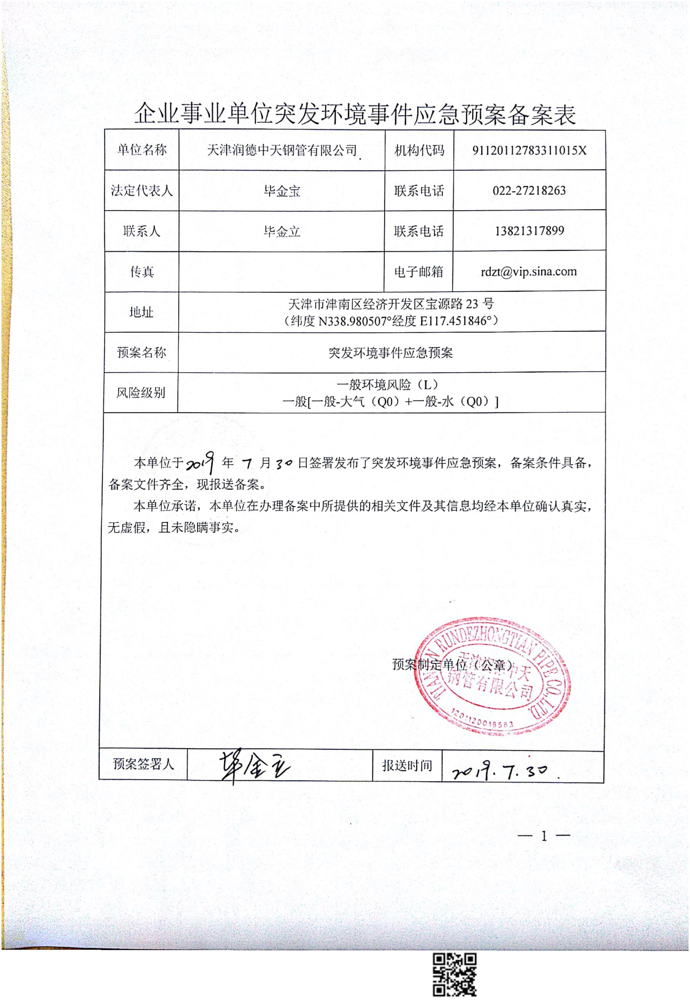 企业事业单位突发环境事件应急预案备案表
单位名称 天津润德中天钢管有限公司 机构代码 91120112783311015X
法定代表人 毕金宝 联系电话 022-27218263
联系人 毕金立 联系电话 13821317899
传真 电子邮箱 rdzt@vip.sina.com
地址 天津市津南区经济开发区宝源路 23 号
（纬度 N338.980507°经度 E117.451846°）
预案名称 突发环境事件应急预案
风险级别 一般环境风险（L）
一般[一般-大气（Q0）+一般-水（Q0）]
本单位于2019 年 7 月 30 日签署发布了突发环境事件应急预案，备案条件具备，
备案文件齐全，现报送备案。
本单位承诺，本单位在办理备案中所提供的相关文件及其信息均经本单位确认真实，
无虚假，且未隐瞒事实。
预案制定单位（公章）
TIANJIN RUNDEZHONGTIAN PIPE CO.,LTD.
天津润德中天
钢管有限公司
1201120018563
预案签署人 毕金立 报送时间 2019.7.30.
— 1 —